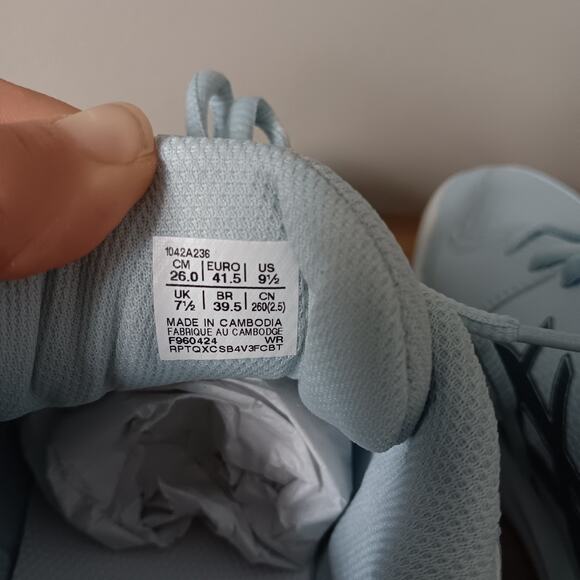 1042A236
CM EURO US
26.0 41.5 9½
UK BR CN
7½ 39.5 260(2.5)
MADE IN CAMBODIA
FABRIQUE AU CAMBODGE
F960424 WR
RPTQXCSB4V3FCBT